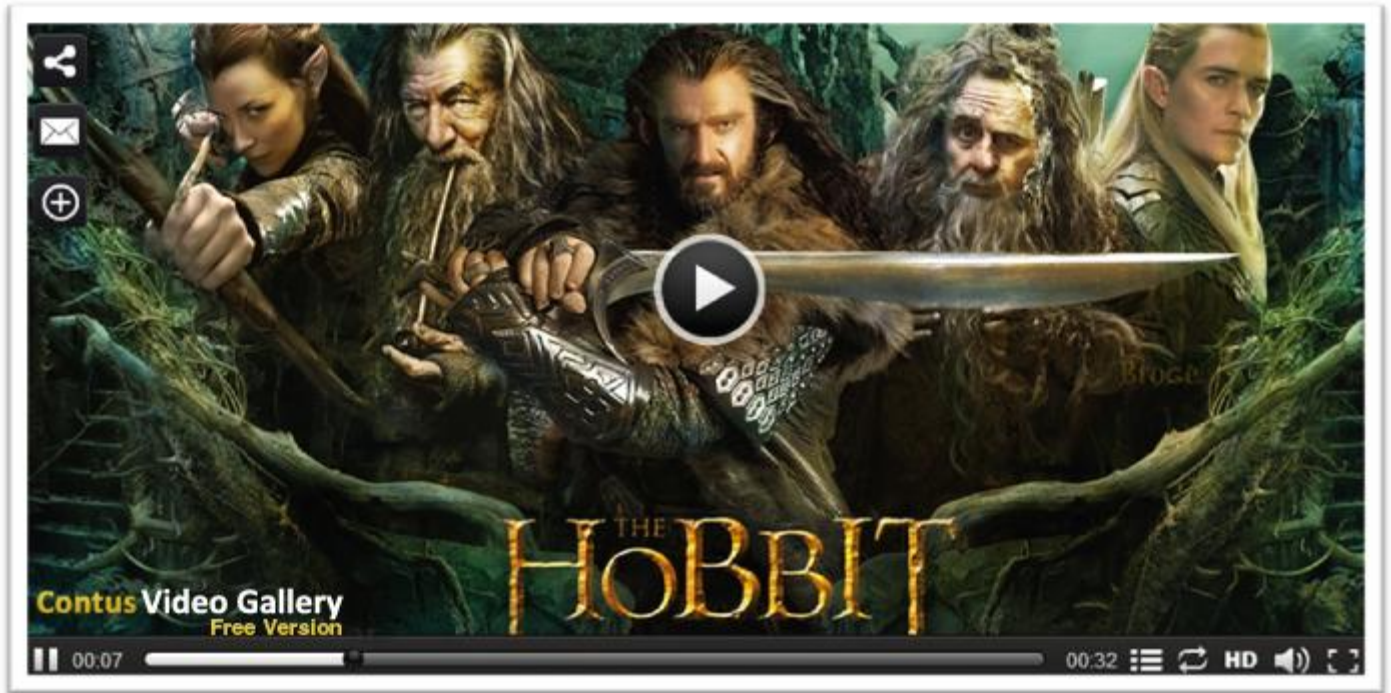 THE
HOBBIT
Contus Video Gallery
Free Version
00:07
00:32
HD